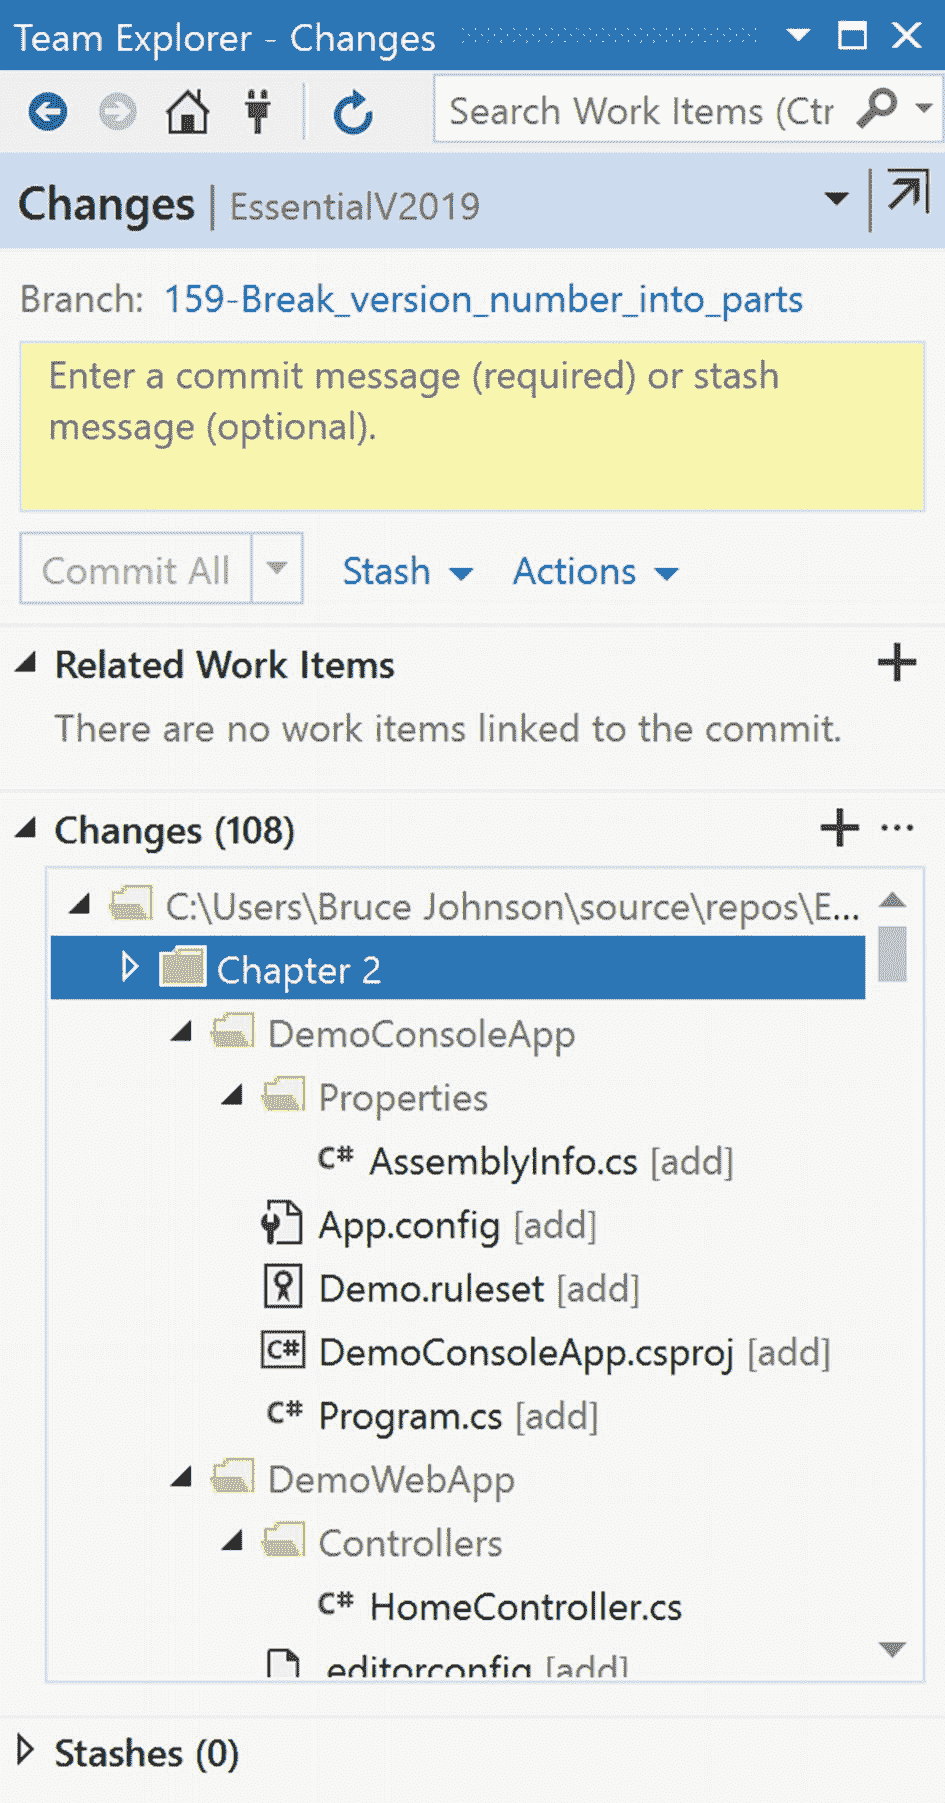 Team Explorer - Changes
Search Work Items (Ctr
Changes | EssentialV2019
Branch: 159-Break_version_number_into_parts
Enter a commit message (required) or stash
message (optional).
Commit All Stash Actions
Related Work Items
There are no work items linked to the commit.
Changes (108)
C:\Users\Bruce Johnson\source\repos\E...
Chapter 2
DemoConsoleApp
Properties
C# AssemblyInfo.cs [add]
App.config [add]
Demo.ruleset [add]
C# DemoConsoleApp.csproj [add]
C# Program.cs [add]
DemoWebApp
Controllers
C# HomeController.cs
.editorconfig [add]
Stashes (0)